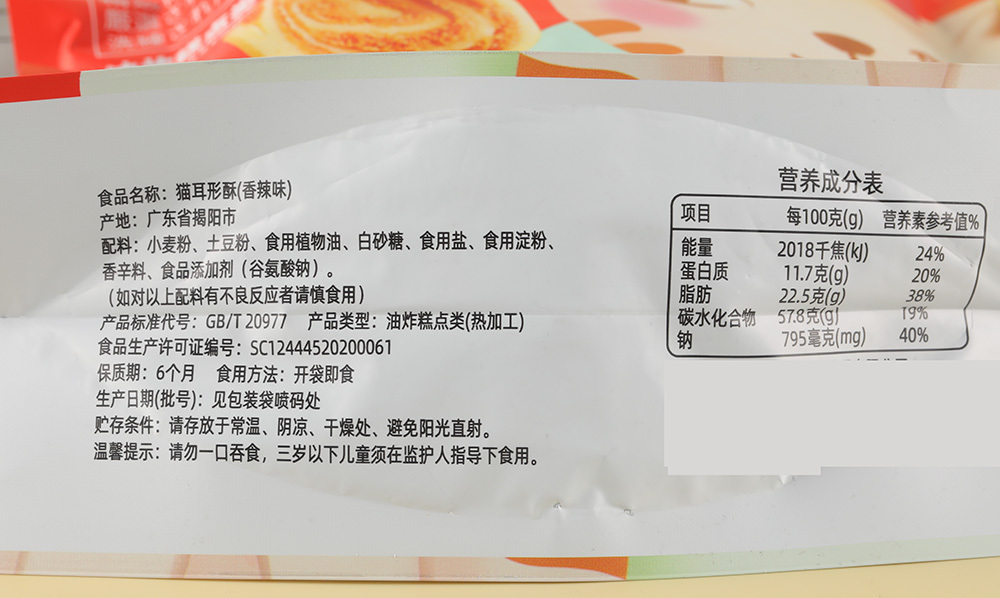 食品名称：猫耳形酥(香辣味)
产地：广东省揭阳市
配料：小麦粉、土豆粉、食用植物油、白砂糖、食用盐、食用淀粉、
香辛料、食品添加剂（谷氨酸钠）。
（如对以上配料有不良反应者请慎食用）
产品标准代号：GB/T 20977 产品类型：油炸糕点类(热加工)
食品生产许可证编号：SC12444520200061
保质期：6个月 食用方法：开袋即食
生产日期(批号)：见包装袋喷码处
贮存条件：请存放于常温、阴凉、干燥处、避免阳光直射。
温馨提示：请勿一口吞食，三岁以下儿童须在监护人指导下食用。
营养成分表
项目 每100克(g) 营养素参考值%
能量 2018千焦(kJ) 24%
蛋白质 11.7克(g) 20%
脂肪 22.5克(g) 38%
碳水化合物 57.8克(g) 19%
钠 795毫克(mg) 40%